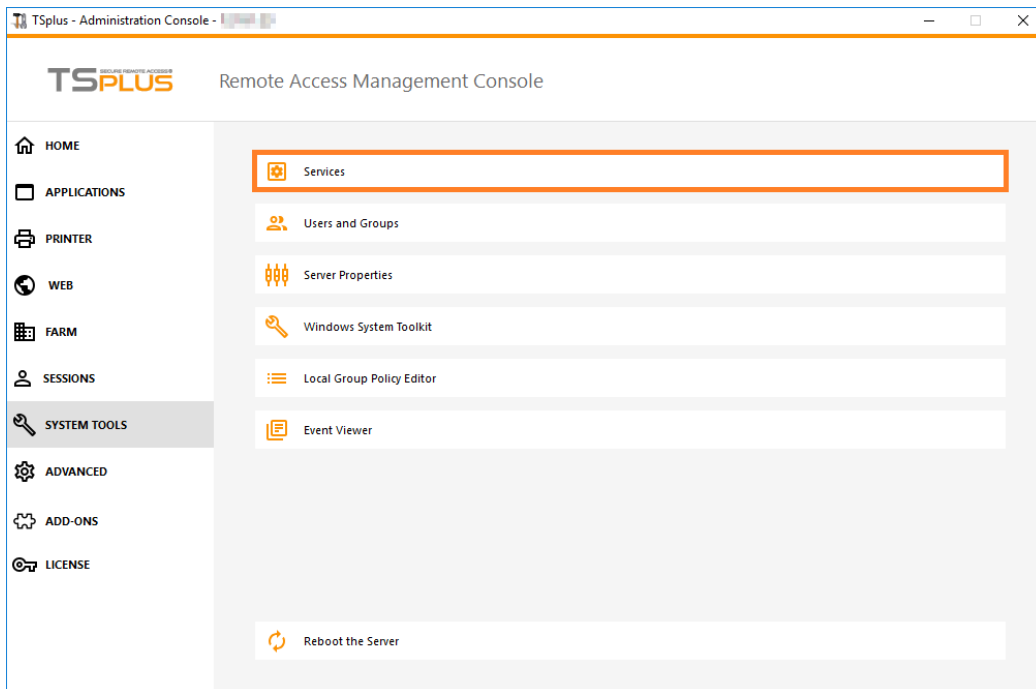 TSplus - Administration Console -
SECURE REMOTE ACCESS
TSPLUS
Remote Access Management Console
HOME
APPLICATIONS
PRINTER
WEB
FARM
SESSIONS
SYSTEM TOOLS
ADVANCED
ADD-ONS
LICENSE
Services
Users and Groups
Server Properties
Windows System Toolkit
Local Group Policy Editor
Event Viewer
Reboot the Server